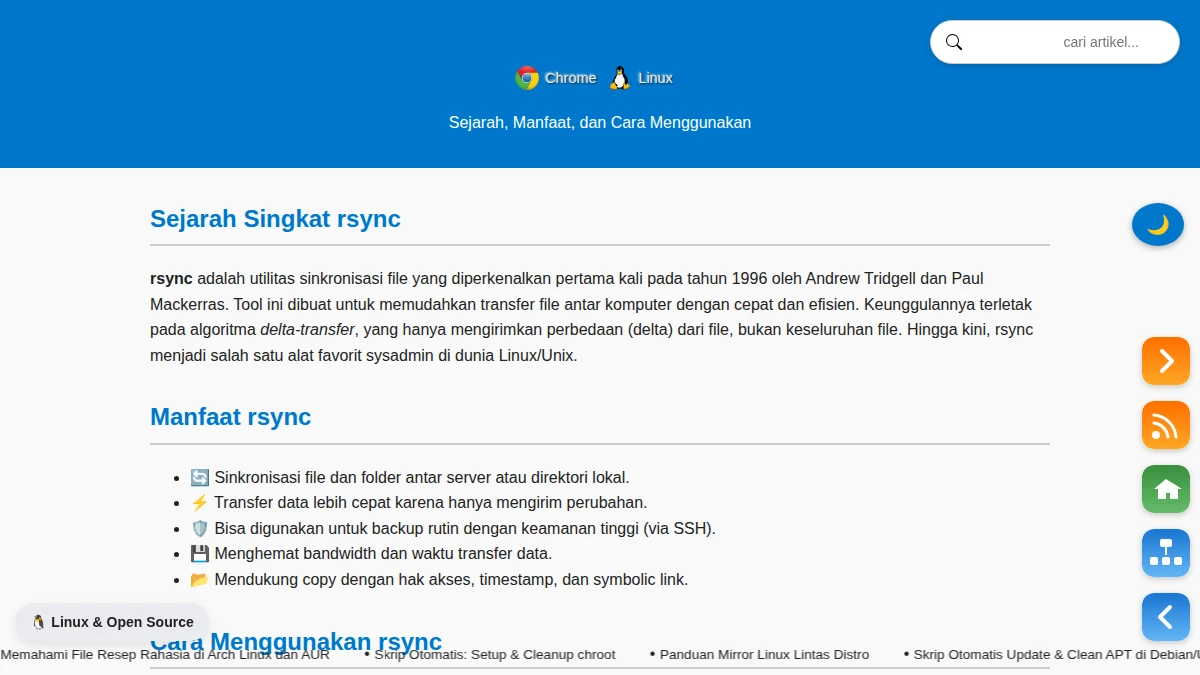 cari artikel...
Chrome Linux
Sejarah, Manfaat, dan Cara Menggunakan
Sejarah Singkat rsync
rsync adalah utilitas sinkronisasi file yang diperkenalkan pertama kali pada tahun 1996 oleh Andrew Tridgell dan Paul
Mackerras. Tool ini dibuat untuk memudahkan transfer file antar komputer dengan cepat dan efisien. Keunggulannya terletak
pada algoritma delta-transfer, yang hanya mengirimkan perbedaan (delta) dari file, bukan keseluruhan file. Hingga kini, rsync
menjadi salah satu alat favorit sysadmin di dunia Linux/Unix.
Manfaat rsync
• 🔄 Sinkronisasi file dan folder antar server atau direktori lokal.
• ⚡ Transfer data lebih cepat karena hanya mengirim perubahan.
• 🛡️ Bisa digunakan untuk backup rutin dengan keamanan tinggi (via SSH).
• 💾 Menghemat bandwidth dan waktu transfer data.
• 📂 Mendukung copy dengan hak akses, timestamp, dan symbolic link.
🐧 Linux & Open Source
Cara Menggunakan rsync
Memahami File Resep Rahasia di Arch Linux dan AUR • Skrip Otomatis: Setup & Cleanup chroot • Panduan Mirror Linux Lintas Distro • Skrip Otomatis Update & Clean APT di Debian/